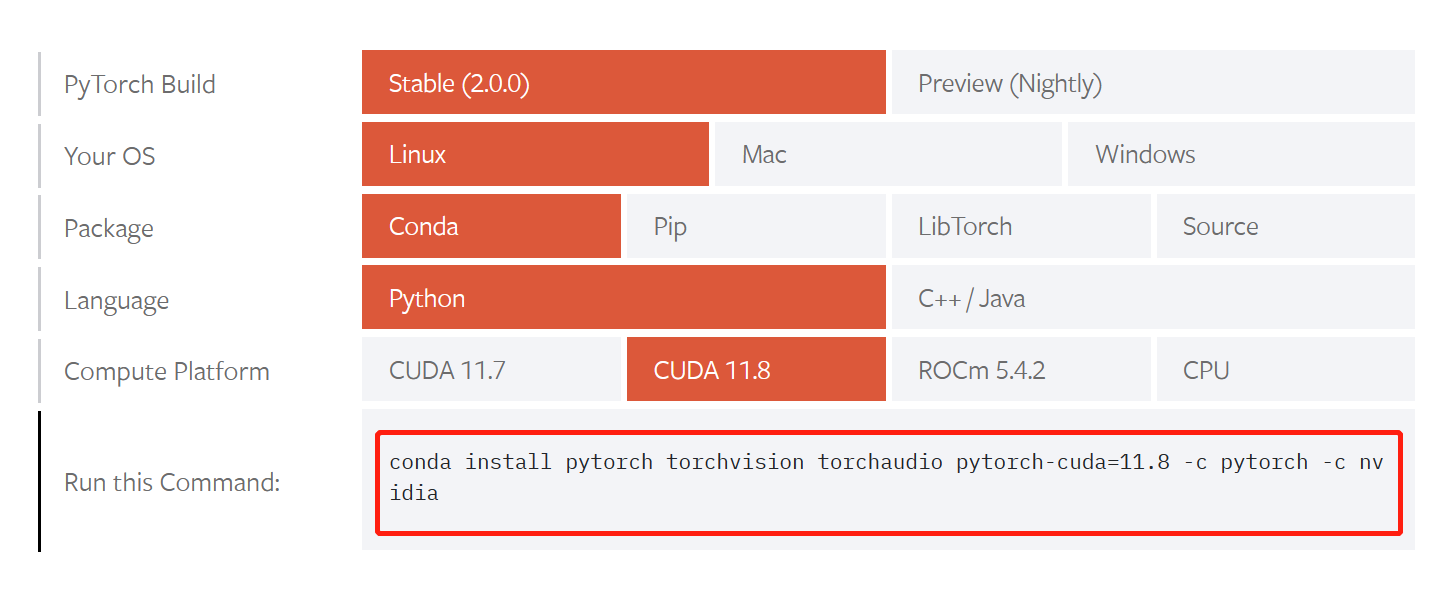 PyTorch Build
Stable (2.0.0)
Preview (Nightly)
Your OS
Linux
Mac
Windows
Package
Conda
Pip
LibTorch
Source
Language
Python
C++ / Java
Compute Platform
CUDA 11.7
CUDA 11.8
ROCm 5.4.2
CPU
Run this Command:
conda install pytorch torchvision torchaudio pytorch-cuda=11.8 -c pytorch -c nv
idia